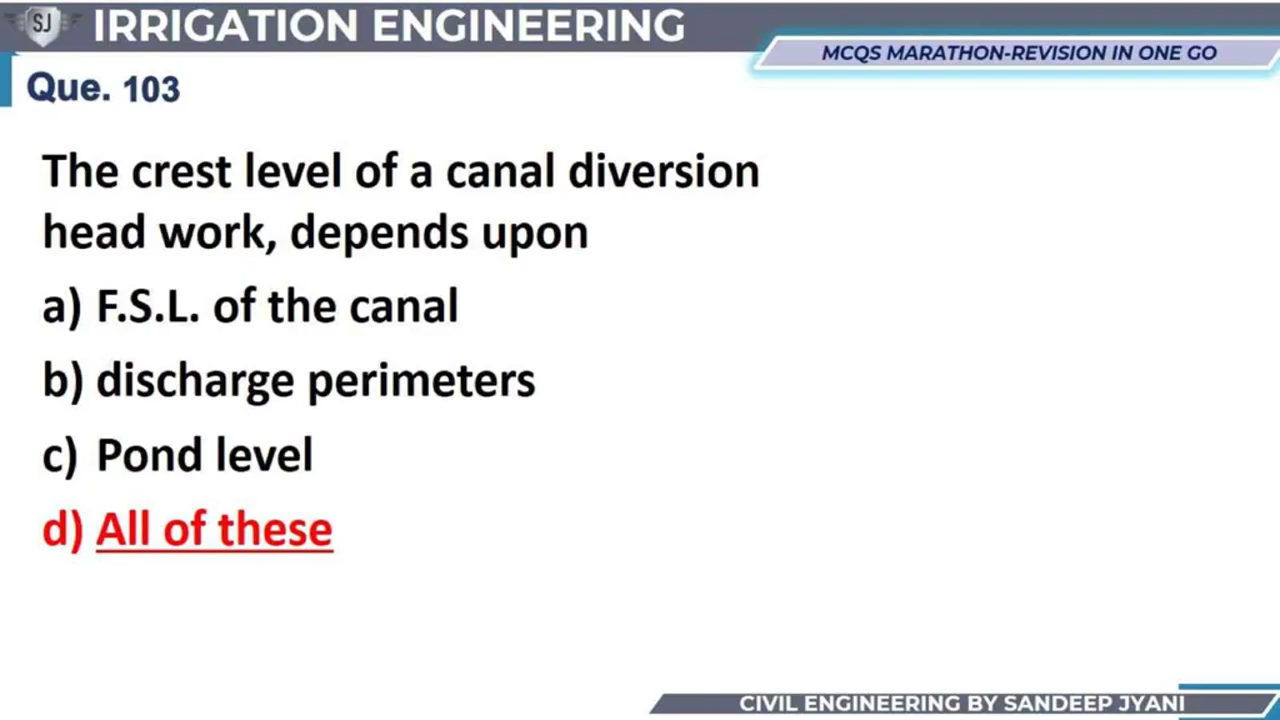 SJ
IRRIGATION ENGINEERING
MCQS MARATHON-REVISION IN ONE GO
Que. 103
The crest level of a canal diversion
head work, depends upon
a) F.S.L. of the canal
b) discharge perimeters
c) Pond level
d) All of these
CIVIL ENGINEERING BY SANDEEP JYANI